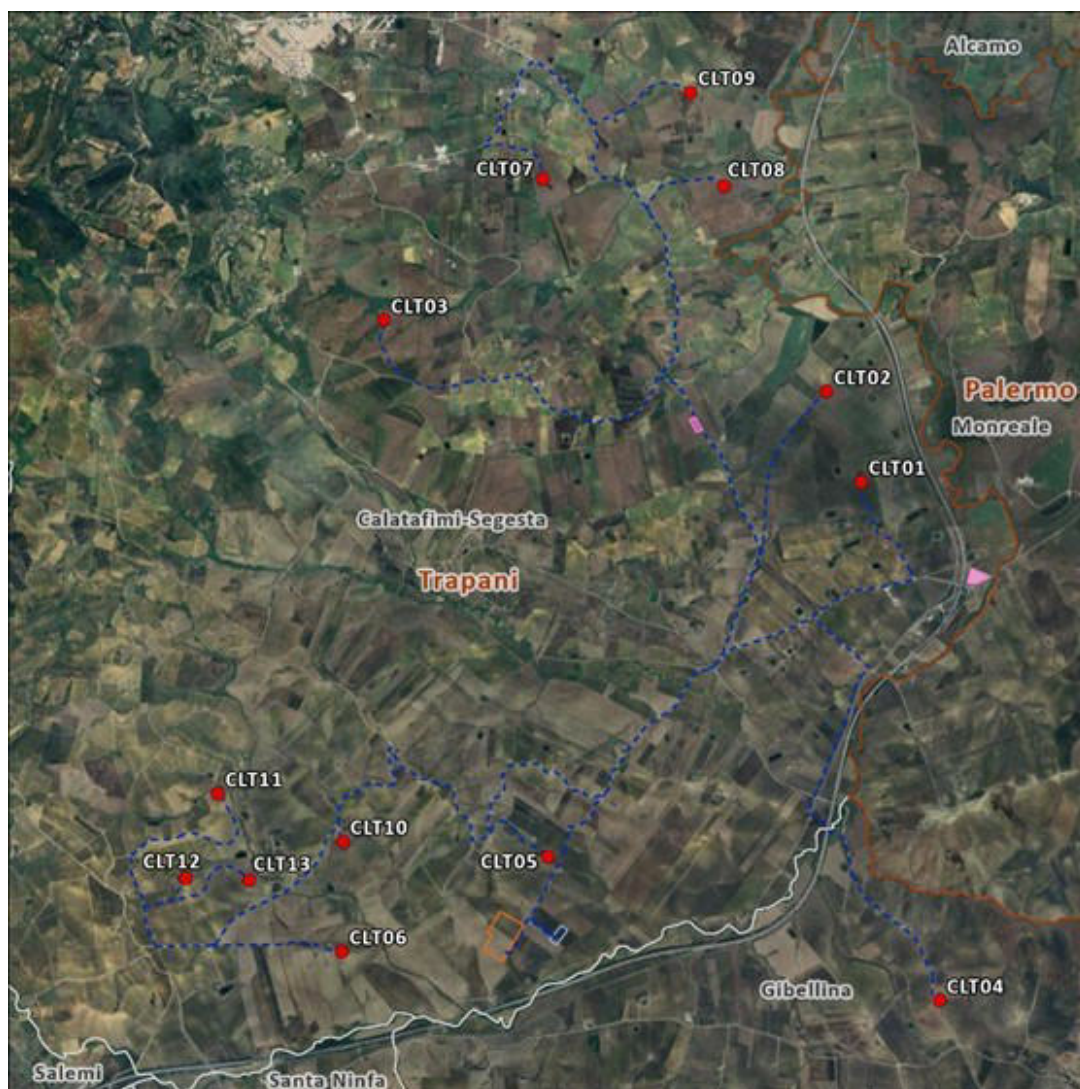 Alcamo
CLT09
CLT07
CLT08
CLT03
CLT02
Palermo
Monreale
CLT01
Calatafimi-Segesta
Trapani
CLT11
CLT10
CLT12
CLT13
CLT05
CLT06
Gibellina
CLT04
Salemi
Santa Ninfa